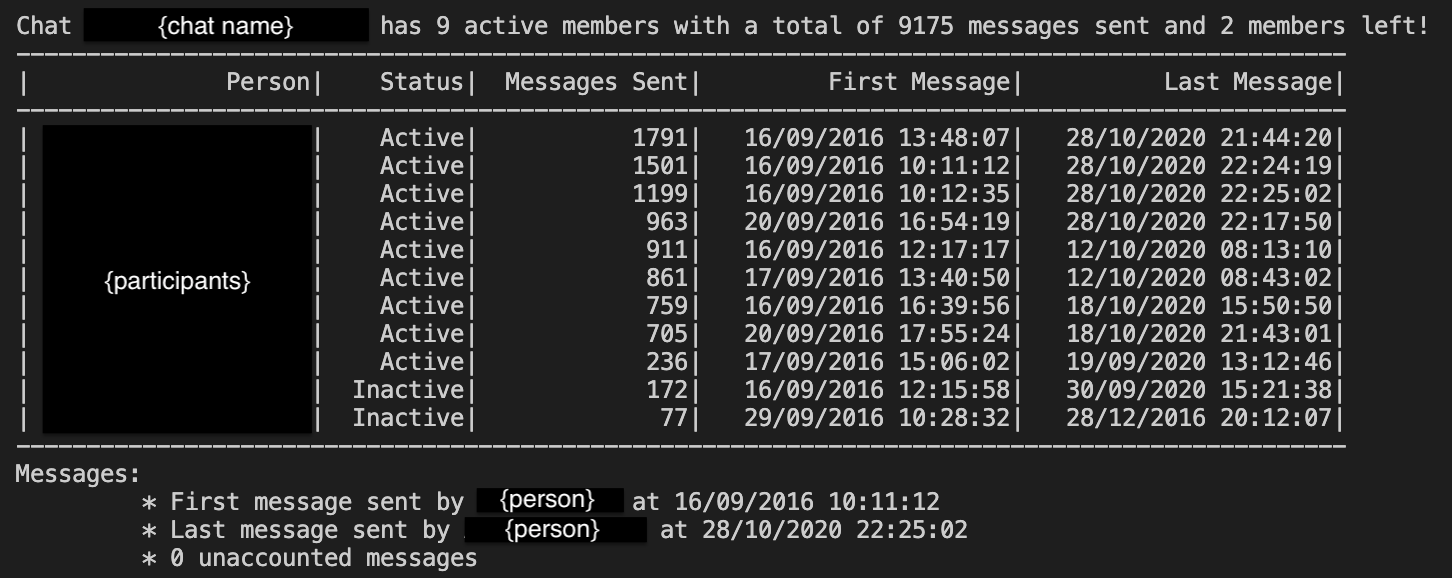 Chat {chat name} has 9 active members with a total of 9175 messages sent and 2 members left!
| Person| Status| Messages Sent| First Message| Last Message|
| | Active| 1791| 16/09/2016 13:48:07| 28/10/2020 21:44:20|
| | Active| 1501| 16/09/2016 10:11:12| 28/10/2020 22:24:19|
| | Active| 1199| 16/09/2016 10:12:35| 28/10/2020 22:25:02|
| | Active| 963| 20/09/2016 16:54:19| 28/10/2020 22:17:50|
| | Active| 911| 16/09/2016 12:17:17| 12/10/2020 08:13:10|
| {participants} | Active| 861| 17/09/2016 13:40:50| 12/10/2020 08:43:02|
| | Active| 759| 16/09/2016 16:39:56| 18/10/2020 15:50:50|
| | Active| 705| 20/09/2016 17:55:24| 18/10/2020 21:43:01|
| | Active| 236| 17/09/2016 15:06:02| 19/09/2020 13:12:46|
| | Inactive| 172| 16/09/2016 12:15:58| 30/09/2020 15:21:38|
| | Inactive| 77| 29/09/2016 10:28:32| 28/12/2016 20:12:07|
Messages:
* First message sent by {person} at 16/09/2016 10:11:12
* Last message sent by {person} at 28/10/2020 22:25:02
* 0 unaccounted messages